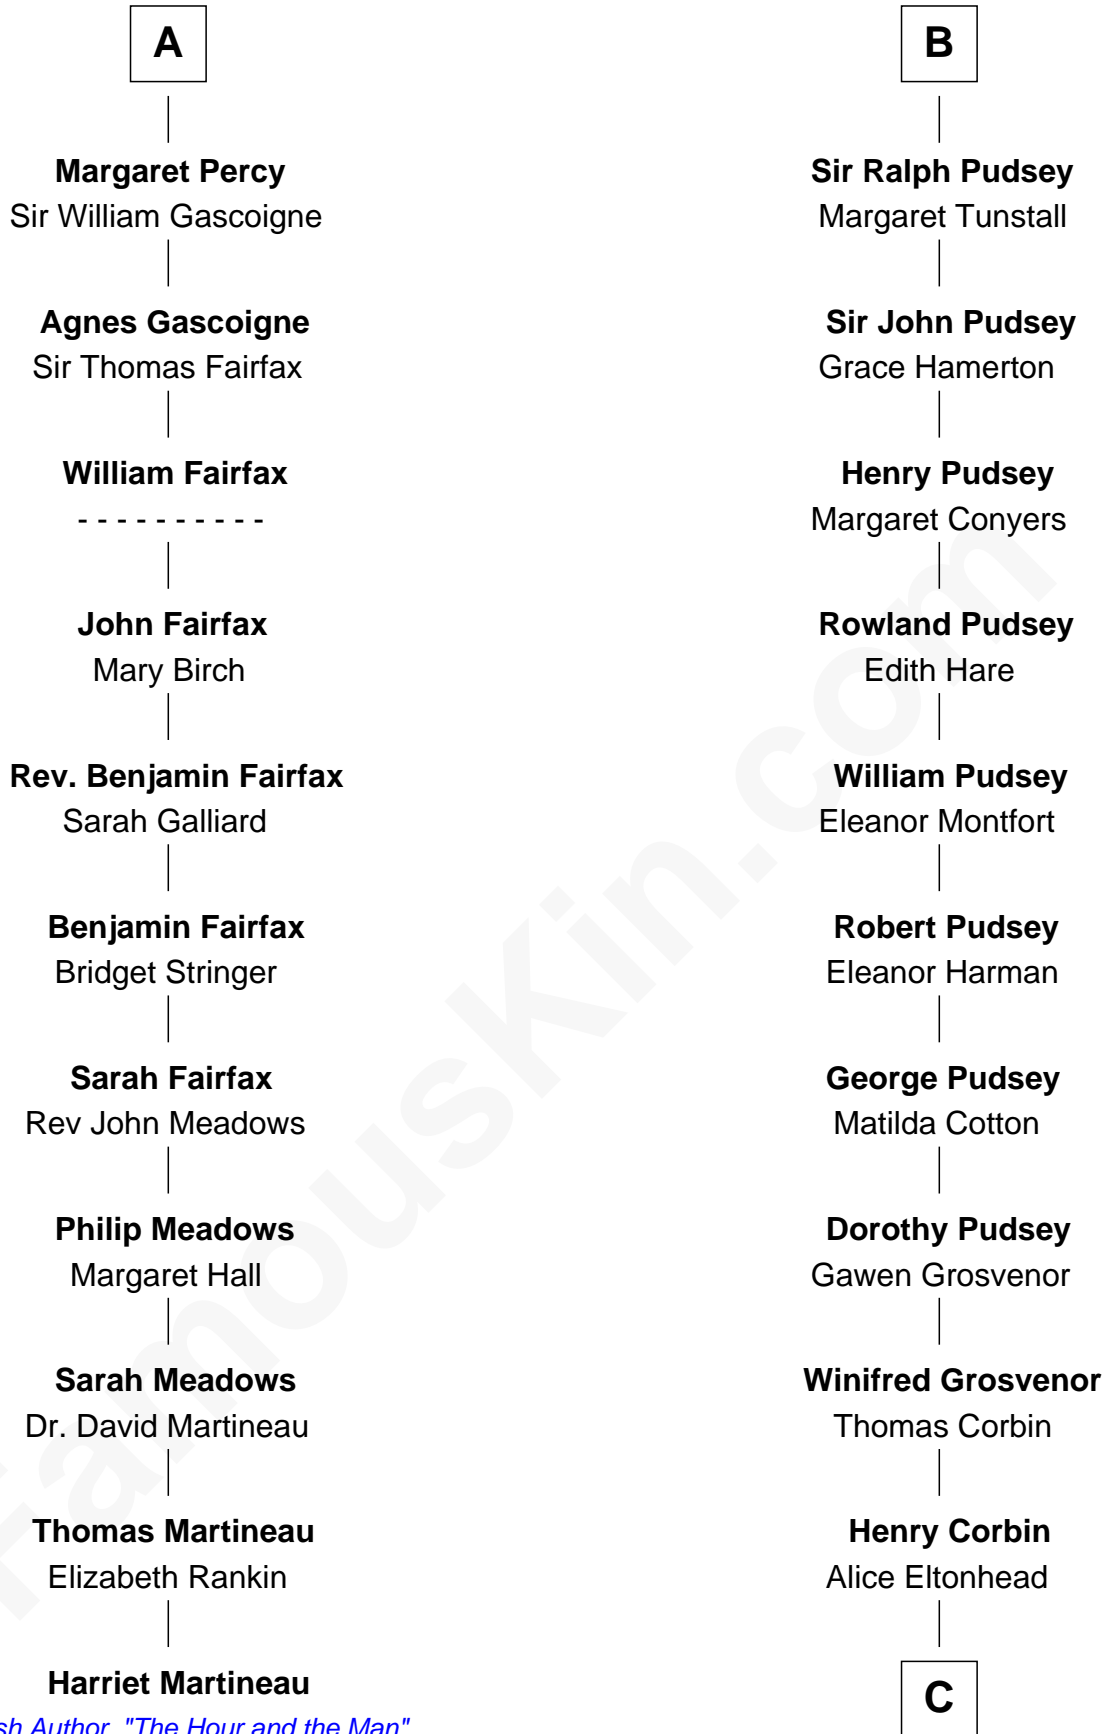 A
Margaret Percy
Sir William Gascoigne
Agnes Gascoigne
Sir Thomas Fairfax
William Fairfax
- - - - - - - - - -
John Fairfax
Mary Birch
Rev. Benjamin Fairfax
Sarah Galliard
Benjamin Fairfax
Bridget Stringer
Sarah Fairfax
Rev John Meadows
Philip Meadows
Margaret Hall
Sarah Meadows
Dr. David Martineau
Thomas Martineau
Elizabeth Rankin
Harriet Martineau
Author, "The Hour and the Man"
B
Sir Ralph Pudsey
Margaret Tunstall
Sir John Pudsey
Grace Hamerton
Henry Pudsey
Margaret Conyers
Rowland Pudsey
Edith Hare
William Pudsey
Eleanor Montfort
Robert Pudsey
Eleanor Harman
George Pudsey
Matilda Cotton
Dorothy Pudsey
Gawen Grosvenor
Winifred Grosvenor
Thomas Corbin
Henry Corbin
Alice Eltonhead
C
FamousKin.com